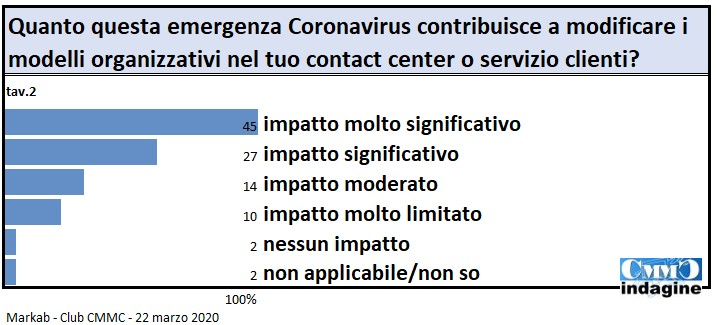 Quanto questa emergenza Coronavirus contribuisce a modificare i
modelli organizzativi nel tuo contact center o servizio clienti?
tav.2
45 impatto molto significativo
27 impatto significativo
14 impatto moderato
10 impatto molto limitato
2 nessun impatto
2 non applicabile/non so
100%
CMMC
indagine
Markab - Club CMMC - 22 marzo 2020